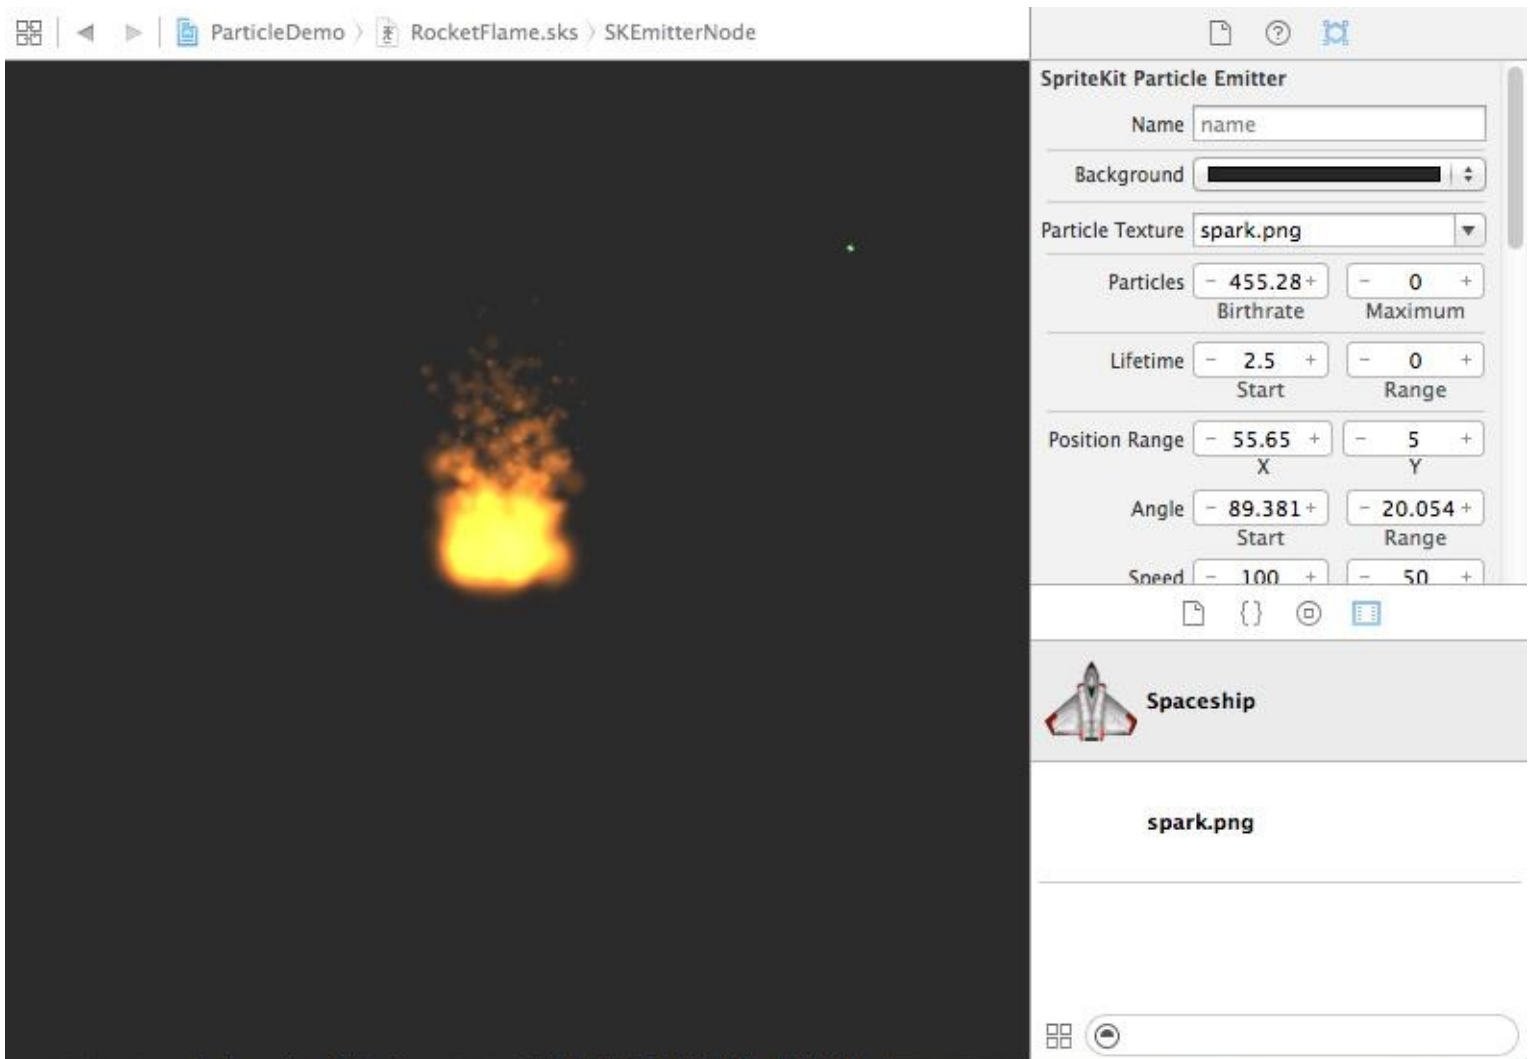 ParticleDemo RocketFlame.sks SKEmitterNode
SpriteKit Particle Emitter
Name name
Background
Particle Texture spark.png
Particles - 455.28 + - 0 +
Birthrate Maximum
Lifetime - 2.5 + - 0 +
Start Range
Position Range - 55.65 + - 5 +
X Y
Angle - 89.381 + - 20.054 +
Start Range
Speed - 100 + - 50 +
{}
Spaceship
spark.png